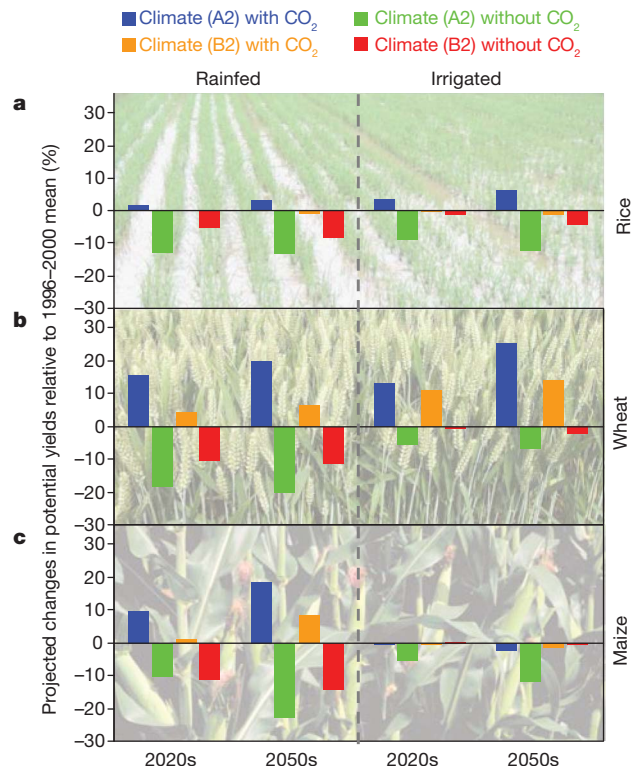 Climate (A2) with CO₂
Climate (A2) without CO₂
Climate (B2) with CO₂
Climate (B2) without CO₂
Rainfed
Irrigated
Projected changes in potential yields relative to 1996–2000 mean (%)
a
30
20
10
0
–10
–20
–30
Rice
b
30
20
10
0
–10
–20
–30
Wheat
c
30
20
10
0
–10
–20
–30
Maize
2020s
2050s
2020s
2050s